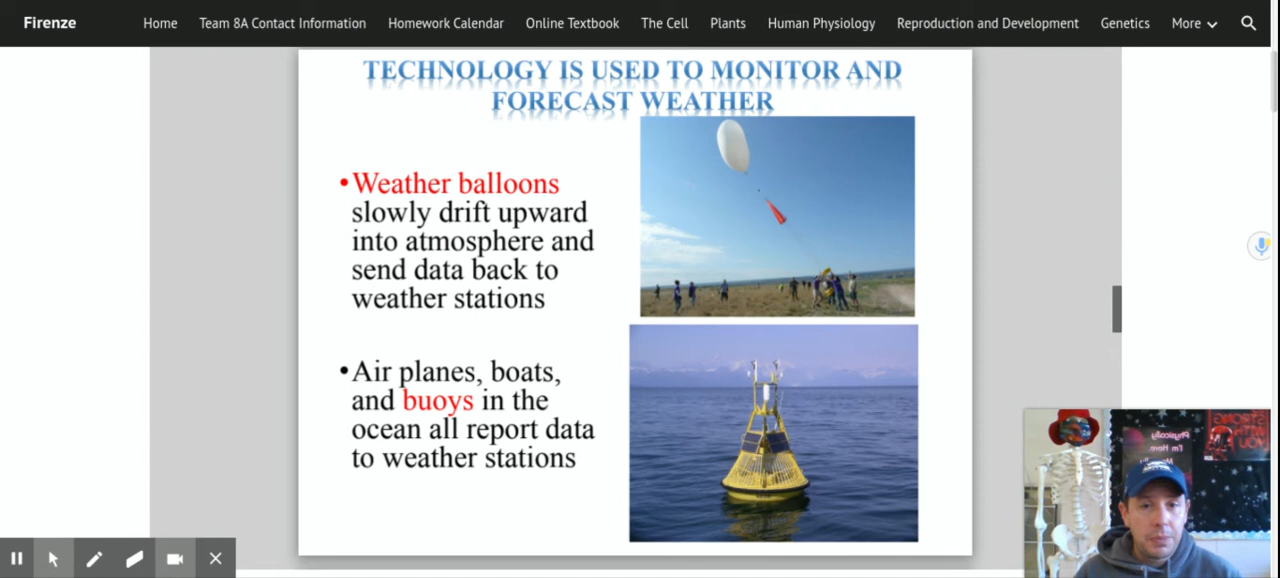 Firenze
Home Team 8A Contact Information Homework Calendar Online Textbook The Cell Plants Human Physiology Reproduction and Development Genetics More
TECHNOLOGY IS USED TO MONITOR AND
FORECAST WEATHER
•Weather balloons
slowly drift upward
into atmosphere and
send data back to
weather stations
•Air planes, boats,
and buoys in the
ocean all report data
to weather stations
Physically
I'm Here